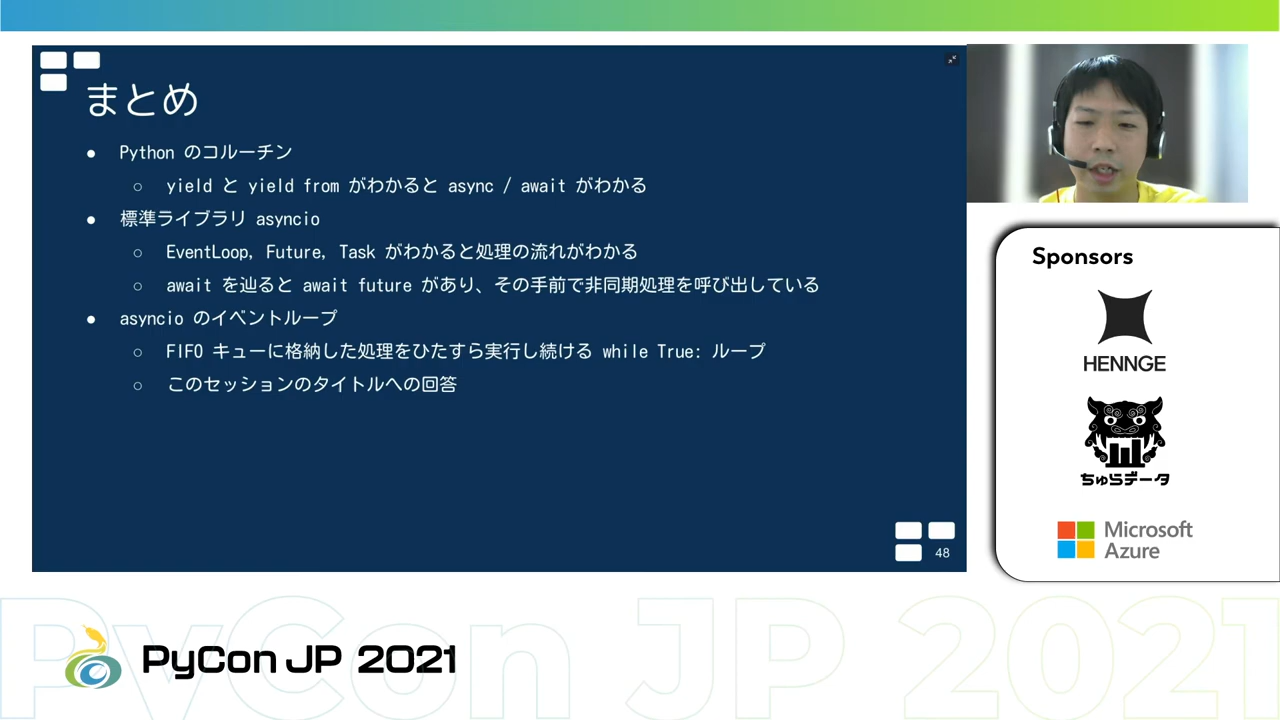 まとめ
● Python のコルーチン
○ yield と yield from がわかると async / await がわかる
● 標準ライブラリ asyncio
○ EventLoop, Future, Task がわかると処理の流れがわかる
○ await を辿ると await future があり、その手前で非同期処理を呼び出している
● asyncio のイベントループ
○ FIFO キューに格納した処理をひたすら実行し続ける while True: ループ
○ このセッションのタイトルへの回答
48
Sponsors
HENNGE
ちゅらデータ
Microsoft
Azure
PyCon JP 2021
PyCon JP 2021